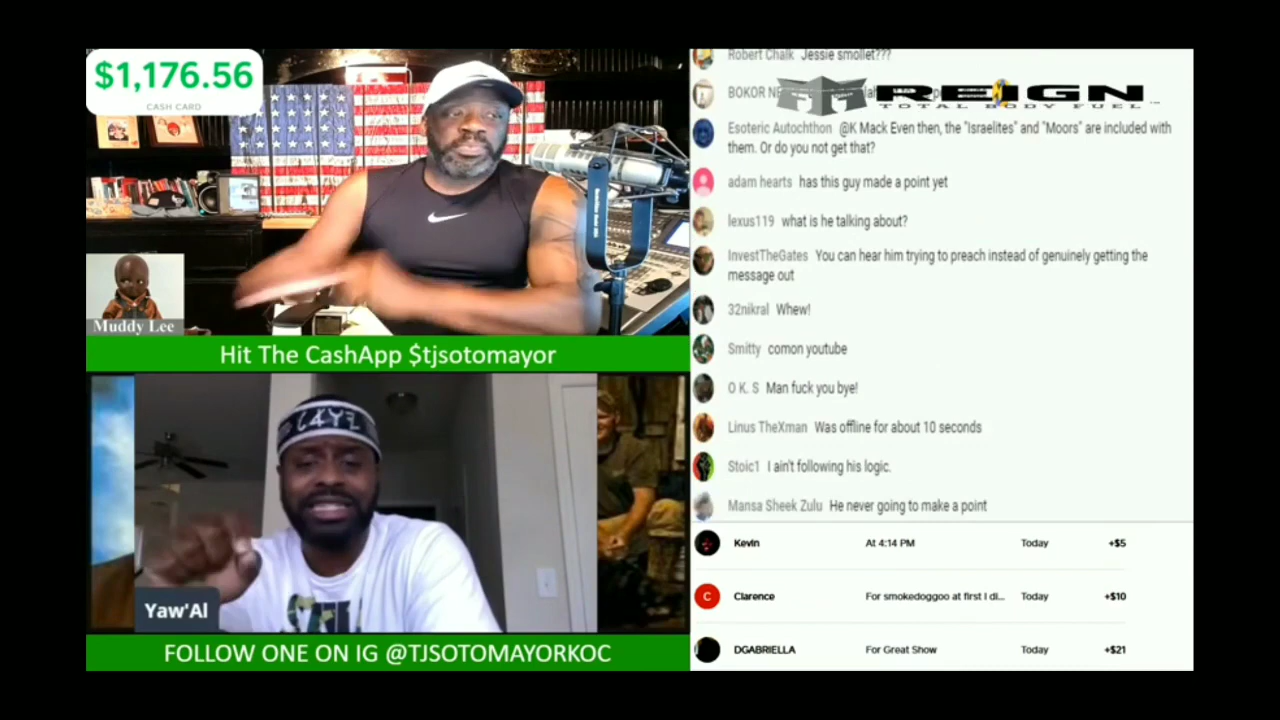 $1,176.56
CASH CARD
Muddy Lee
Hit The CashApp $tjsotomayor
Yaw'Al
FOLLOW ONE ON IG @TJSOTOMAYORKOC
Robert Chalk Jessie smollet???
REIGN
TOTAL BODY FUEL
BOKOR
Esoteric Autochthon @K Mack Even then, the "Israelites" and "Moors" are included with
them. Or do you not get that?
adam hearts has this guy made a point yet
lexus119 what is he talking about?
InvestTheGates You can hear him trying to preach instead of genuinely getting the
message out
32nikral Whew!
Smitty comon youtube
O K. S Man fuck you bye!
Linus TheXman Was offline for about 10 seconds
Stoic1 I ain't following his logic.
Mansa Sheek Zulu He never going to make a point
Kevin At 4:14 PM Today +$5
C Clarence For smokedoggoo at first I di... Today +$10
DGABRIELLA For Great Show Today +$21